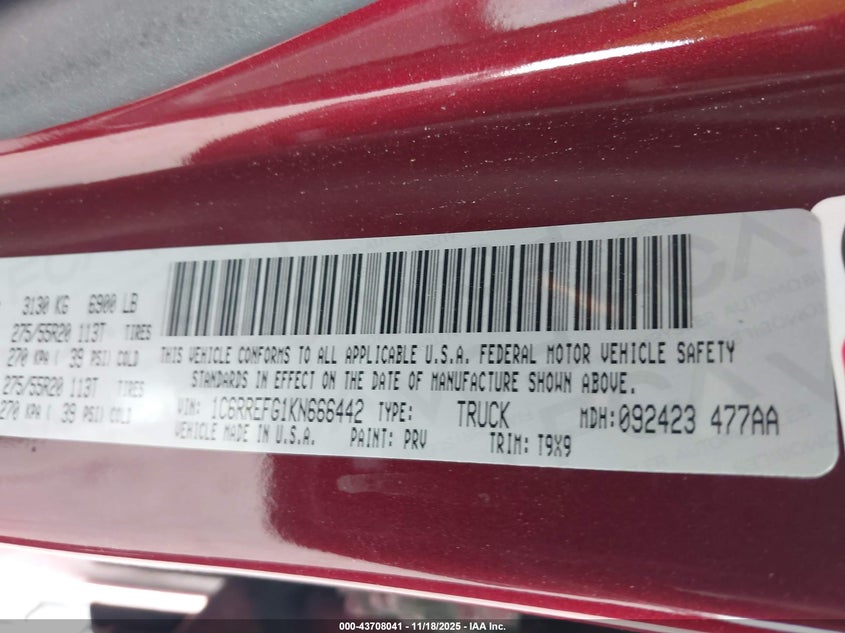 3130 KG 6900 LB
275/55R20 113T TIRES
270 KPA ( 39 PSI) COLD
275/55R20 113T TIRES
270 KPA ( 39 PSI) COLD
THIS VEHICLE CONFORMS TO ALL APPLICABLE U.S.A. FEDERAL MOTOR VEHICLE SAFETY
STANDARDS IN EFFECT ON THE DATE OF MANUFACTURE SHOWN ABOVE.
VIN: 1C6RREFG1KN666442 TYPE: TRUCK MDH: 092423 477AA
VEHICLE MADE IN U.S.A. PAINT: PRV TRIM: T9X9
000-43708041 - 11/18/2025 - IAA Inc.